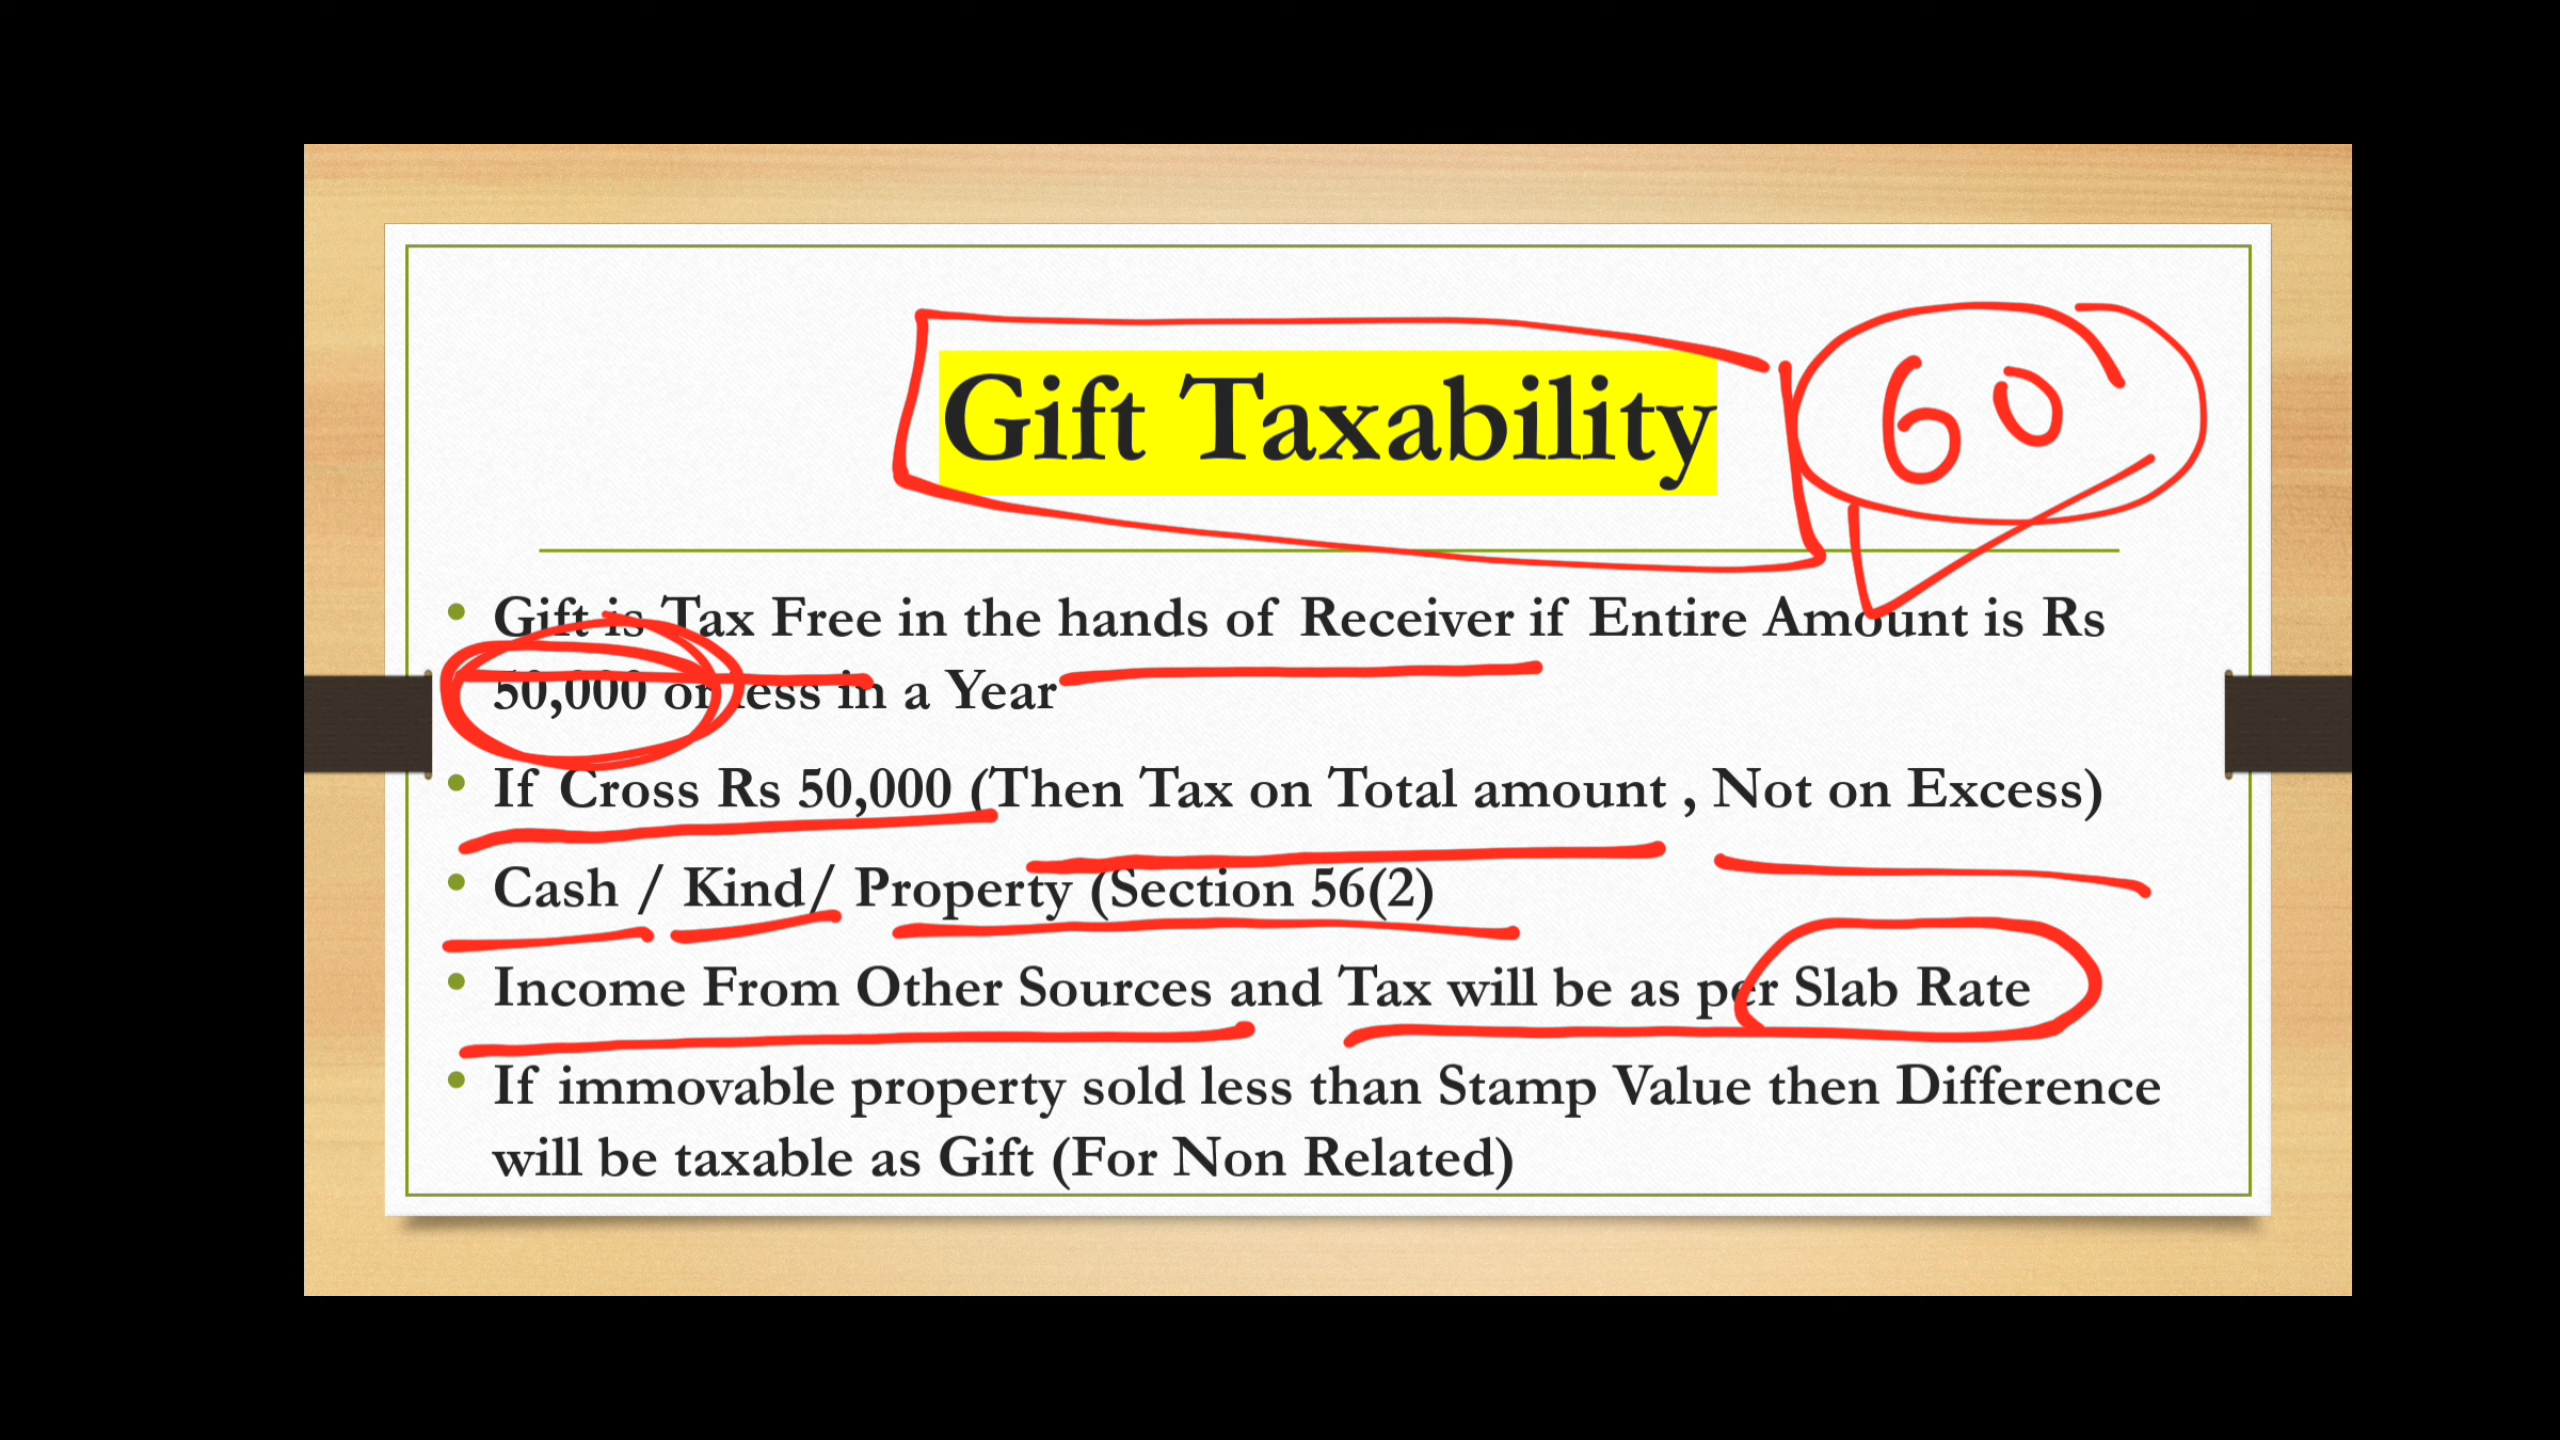 Gift Taxability
60
• Gift is Tax Free in the hands of Receiver if Entire Amount is Rs
50,000 or less in a Year
• If Cross Rs 50,000 (Then Tax on Total amount , Not on Excess)
• Cash / Kind/ Property (Section 56(2)
• Income From Other Sources and Tax will be as per Slab Rate
• If immovable property sold less than Stamp Value then Difference
will be taxable as Gift (For Non Related)